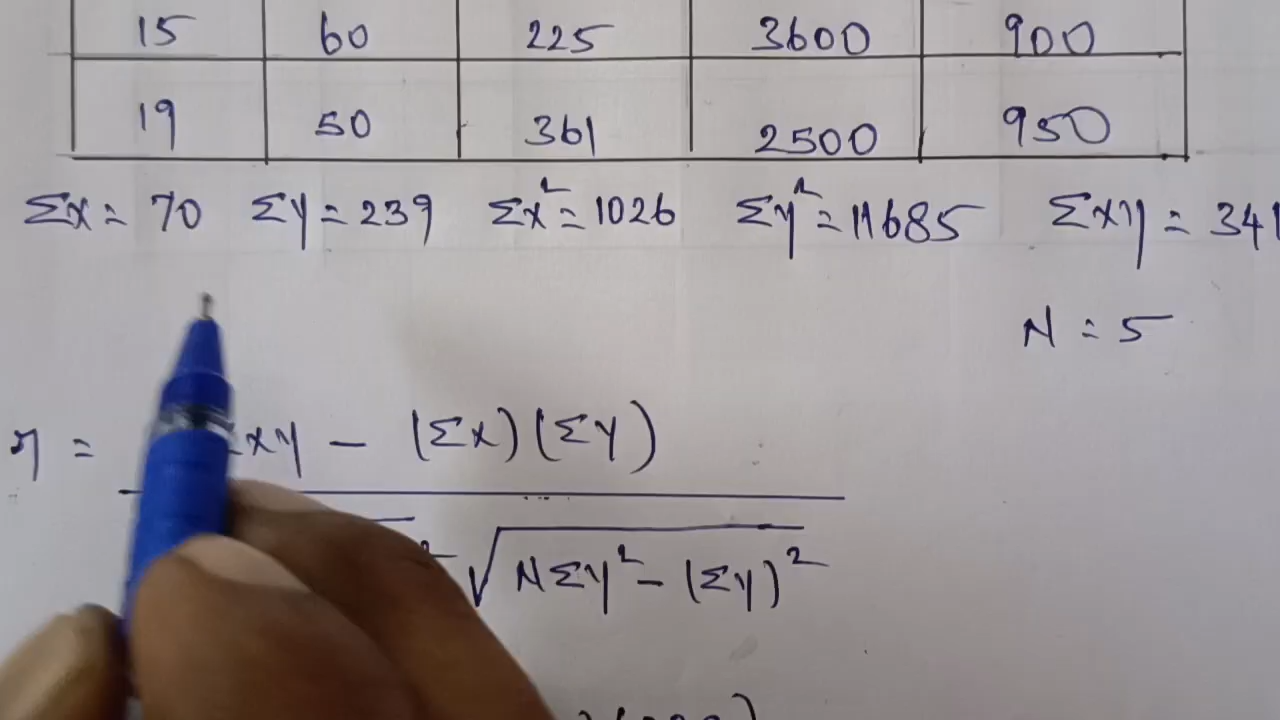 15 60 225 3600 900
19 50 361 2500 950
Σx = 70 Σy = 239 Σx² = 1026 Σy² = 11685 Σxy = 341
N = 5
r = Σxy - (Σx)(Σy)
√NΣy² - (Σy)²